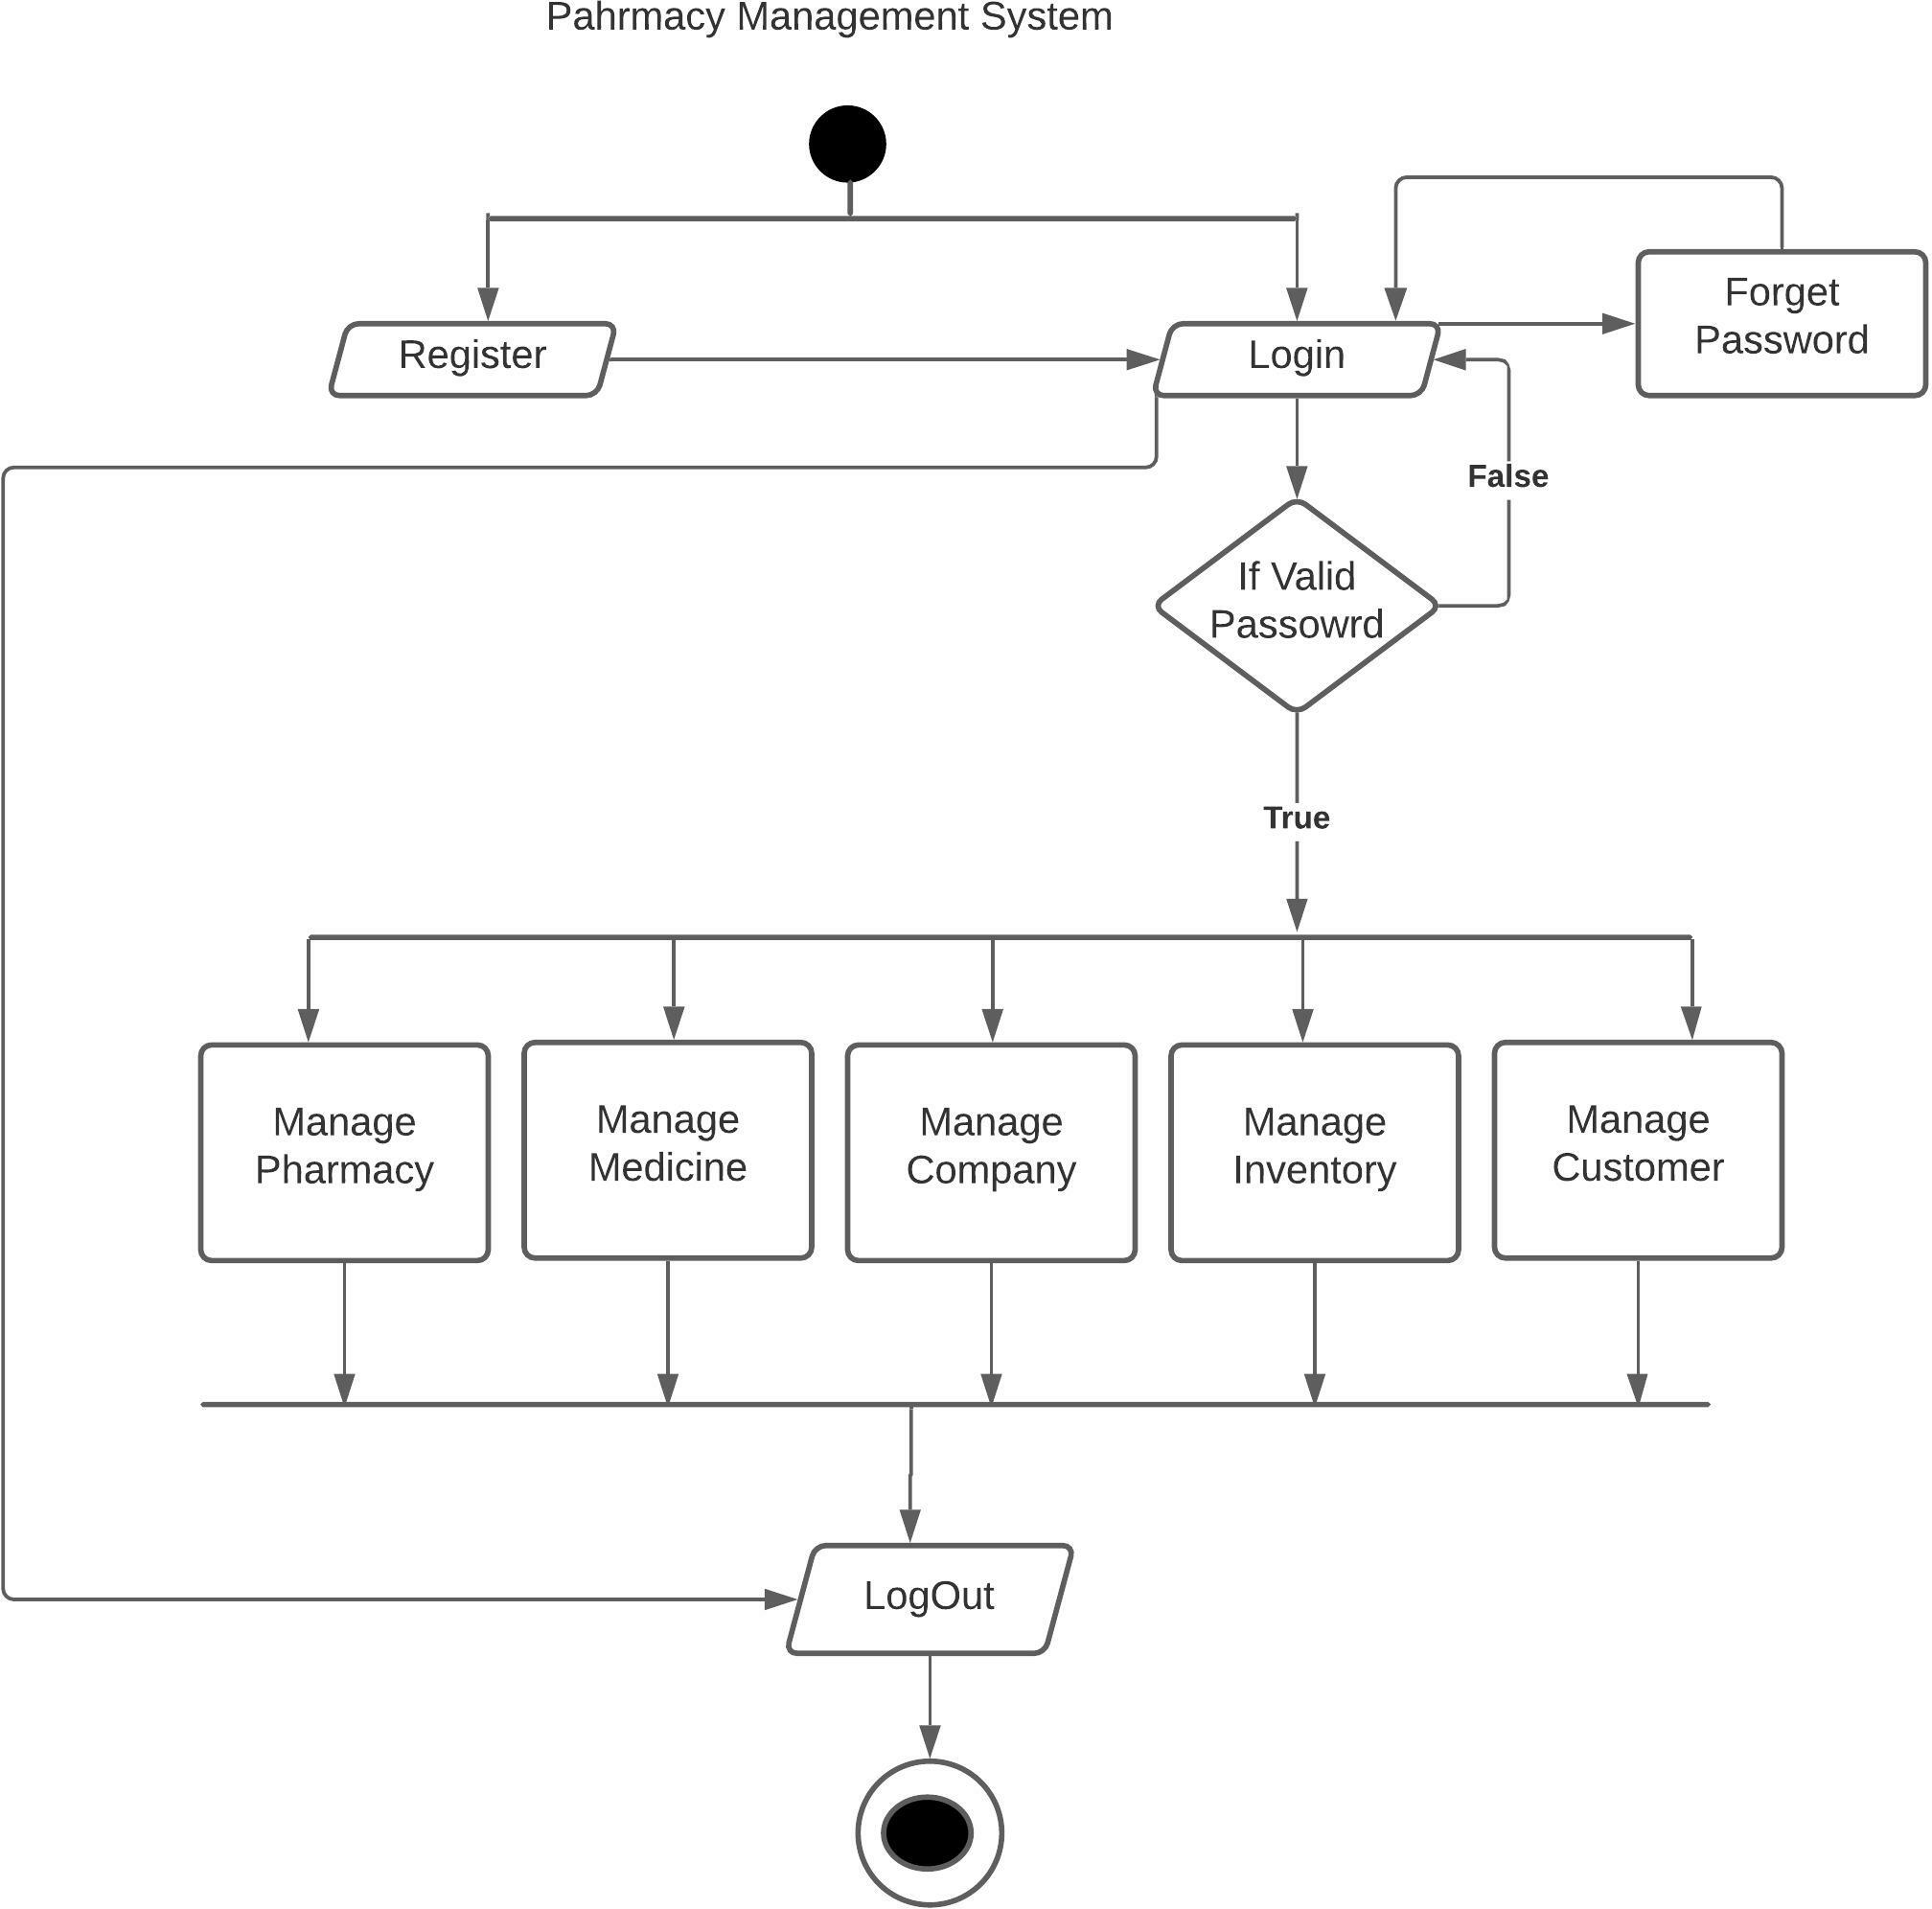 Pahrmacy Management System
Register
Login
Forget
Password
False
If Valid
Passowrd
True
Manage
Pharmacy
Manage
Medicine
Manage
Company
Manage
Inventory
Manage
Customer
LogOut